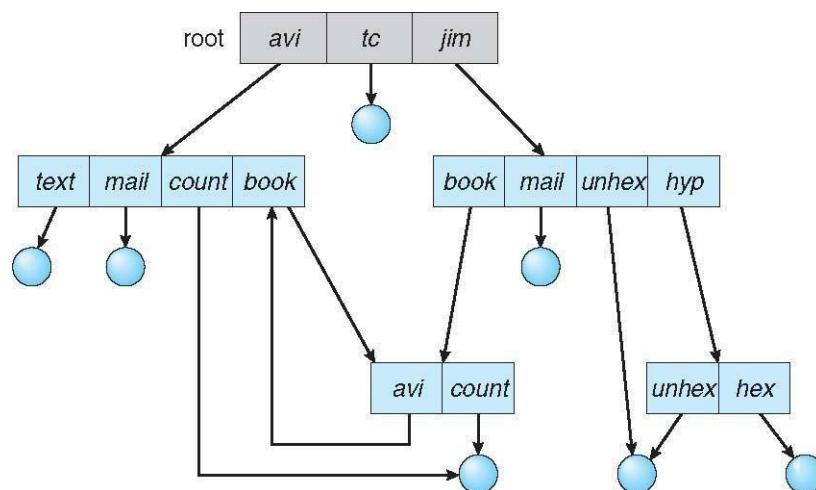 root avi tc jim
text mail count book book mail unhex hyp
avi count unhex hex